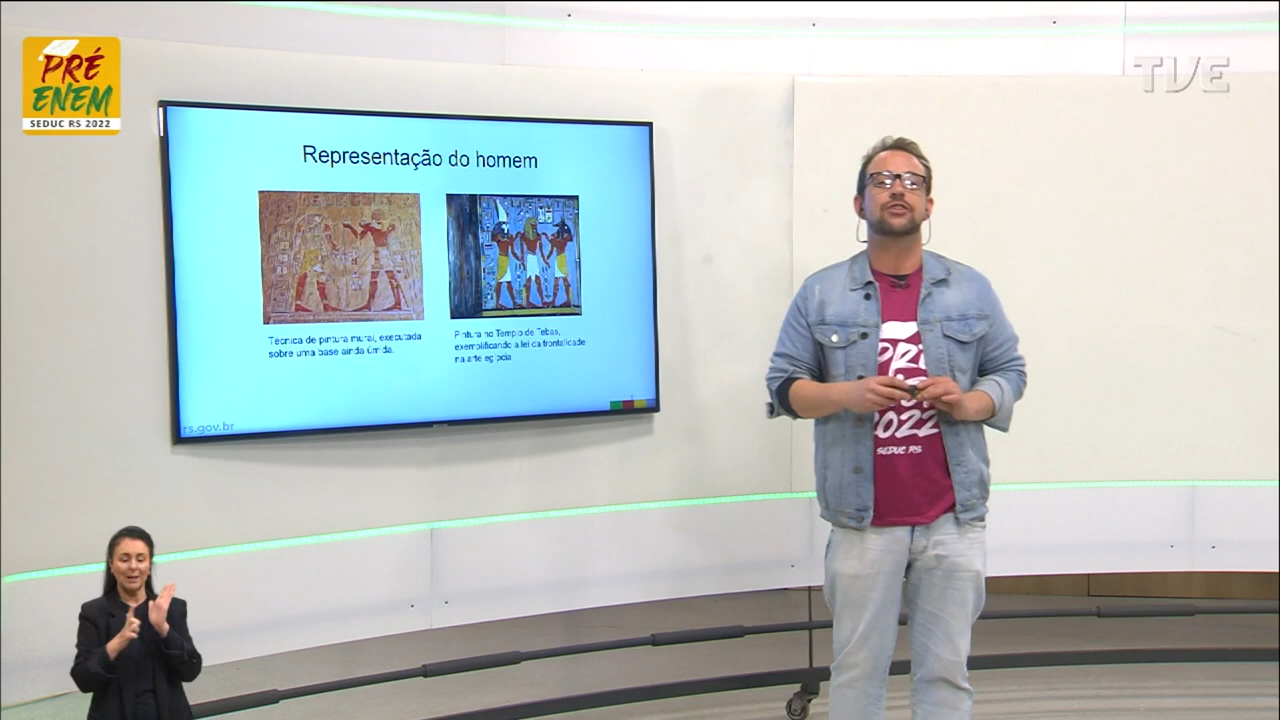 PRÉ
ENEM
SEDUC RS 2022
TVE
Representação do homem
Técnica de pintura mural, executada
sobre uma base ainda úmida.
Pintura no Templo de Tebas,
exemplificando a lei da frontalidade
na arte egípcia.
rs.gov.br
PRÉ
2022
SEDUC RS